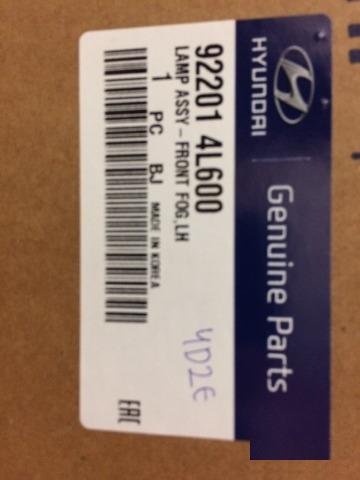 HYUNDAI
Genuine Parts
92201 4L600
LAMP ASSY-FRONT FOG,LH
1 PC BJ MADE IN KOREA
4D2E
EAC